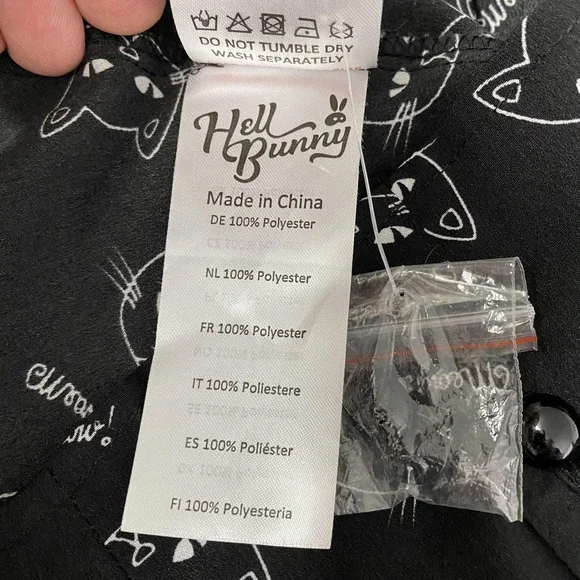 DO NOT TUMBLE DRY
WASH SEPARATELY
Hell
Bunny
Made in China
DE 100% Polyester
NL 100% Polyester
FR 100% Polyester
IT 100% Poliestere
ES 100% Poliéster
FI 100% Polyesteria